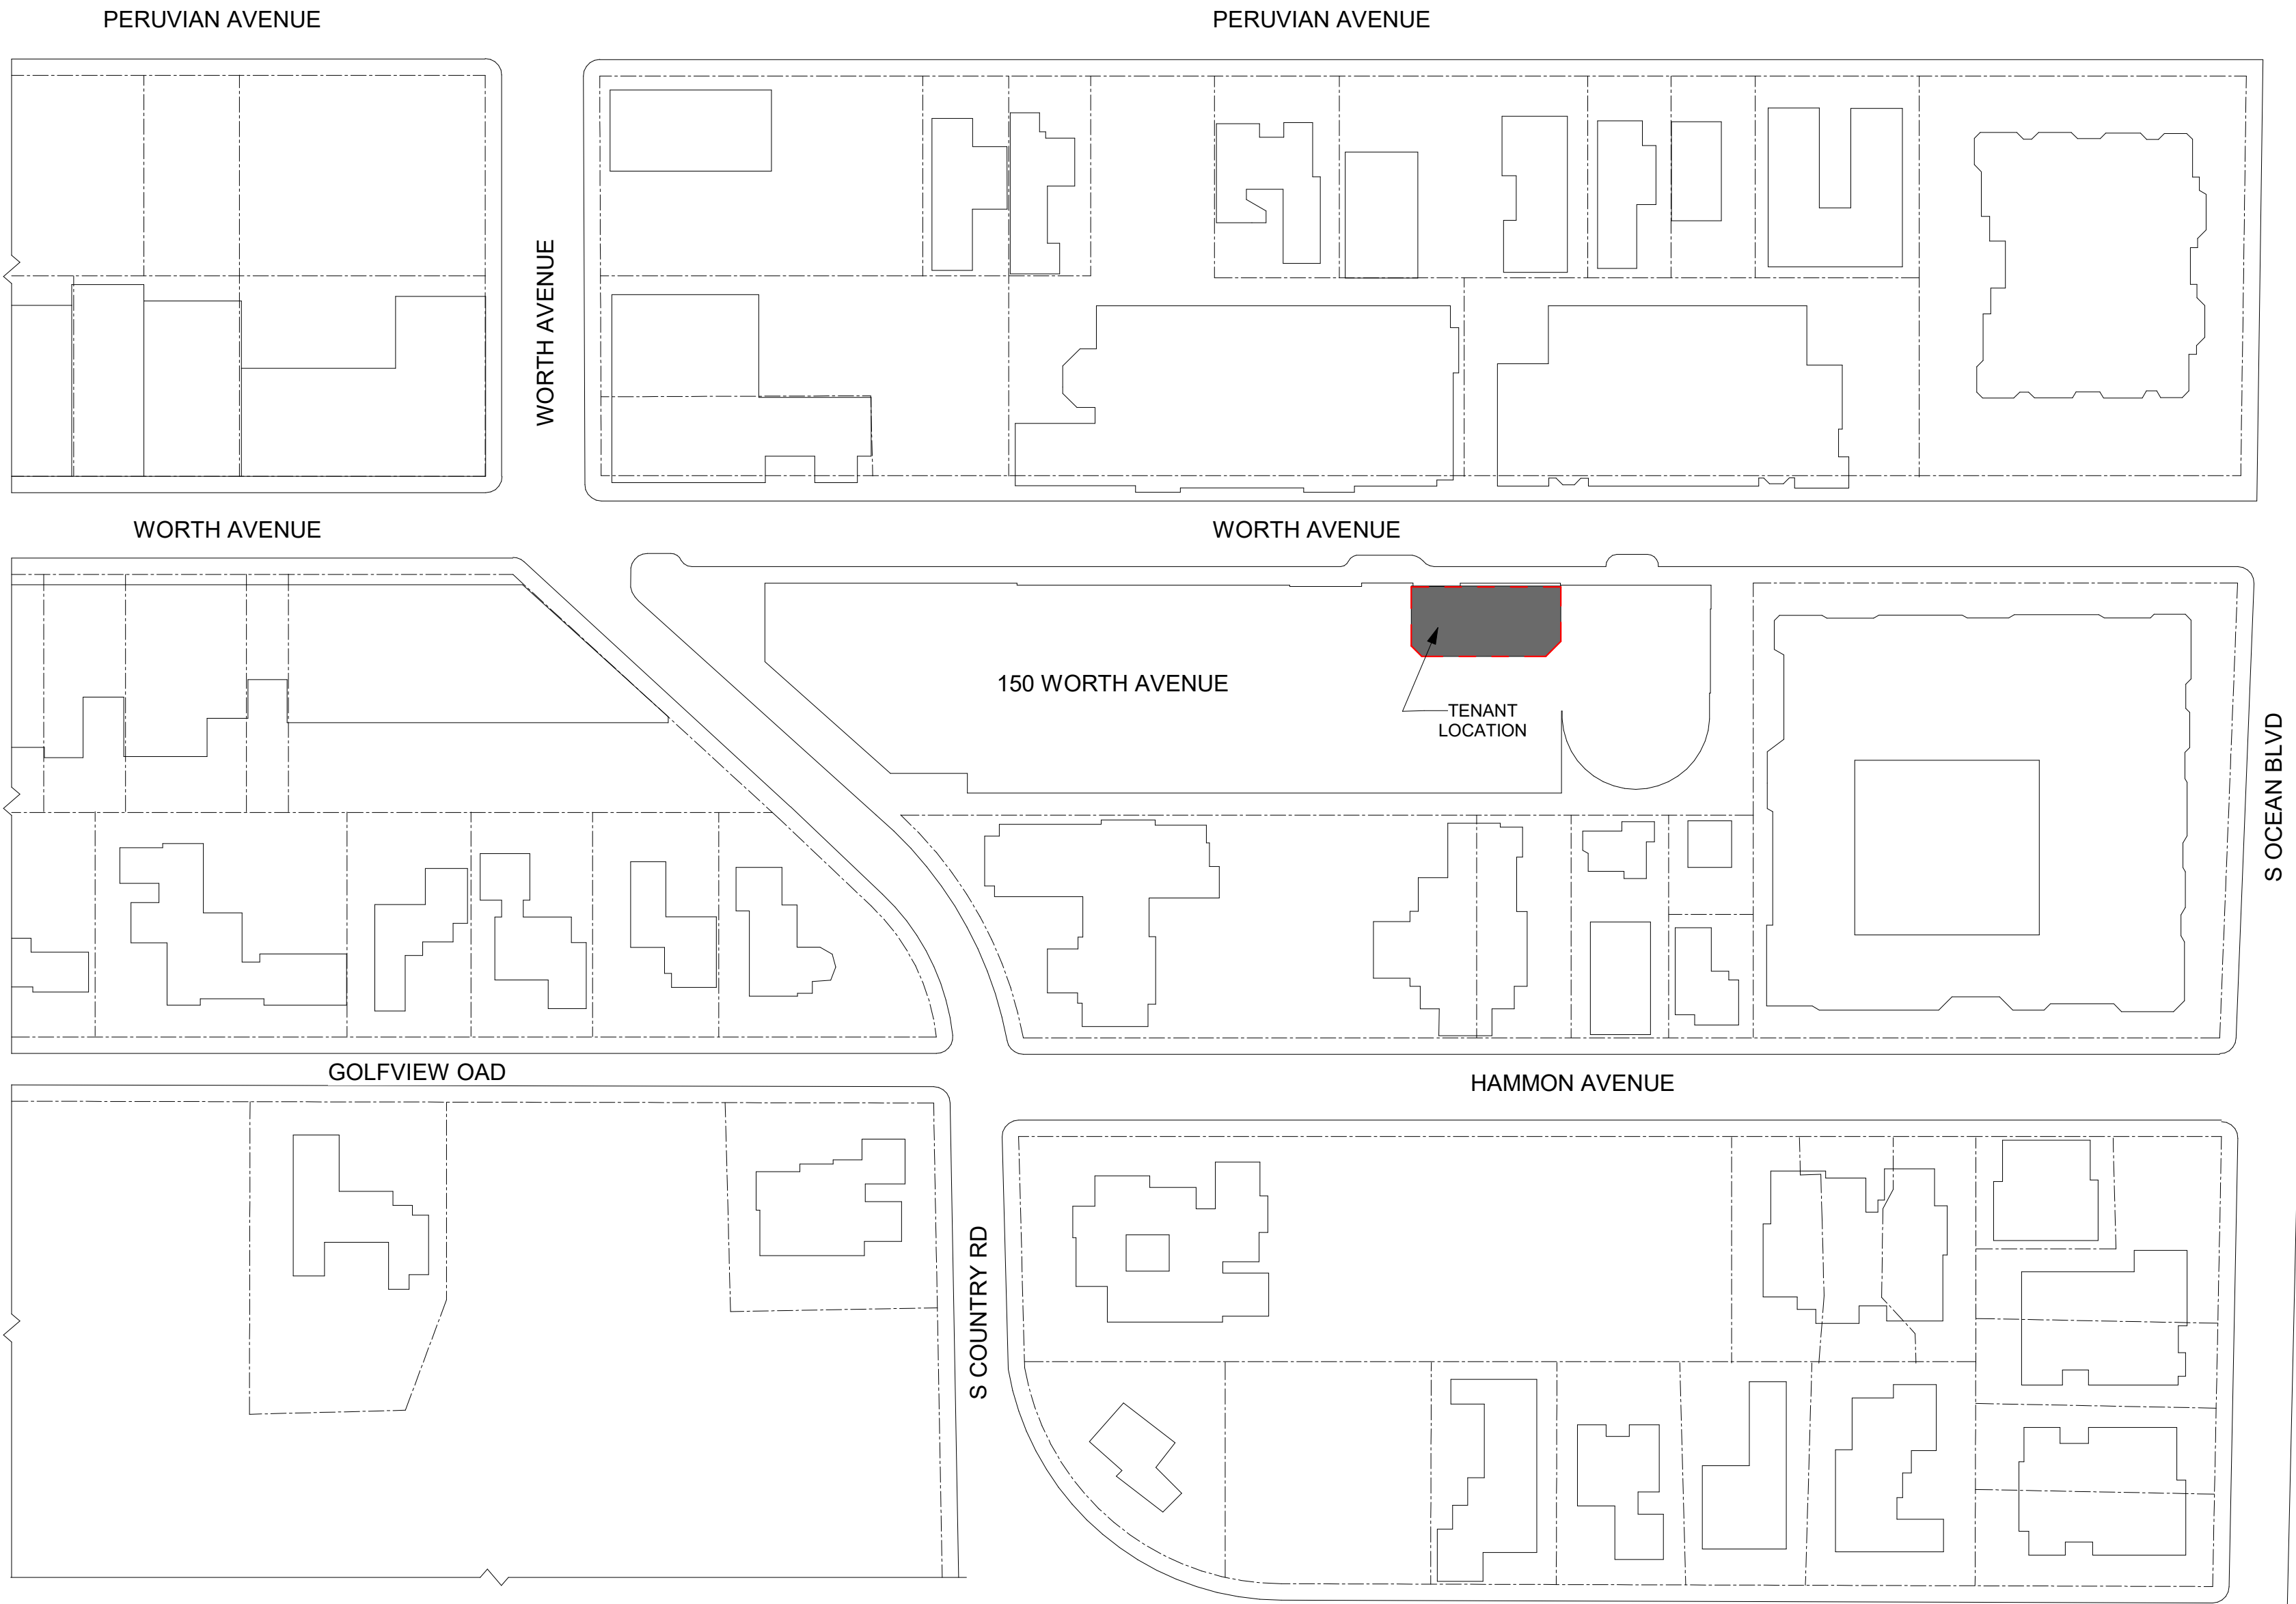 PERUVIAN AVENUE
PERUVIAN AVENUE
WORTH AVENUE
WORTH AVENUE
WORTH AVENUE
150 WORTH AVENUE
TENANT
LOCATION
S OCEAN BLVD
GOLFVIEW OAD
HAMMON AVENUE
S COUNTRY RD